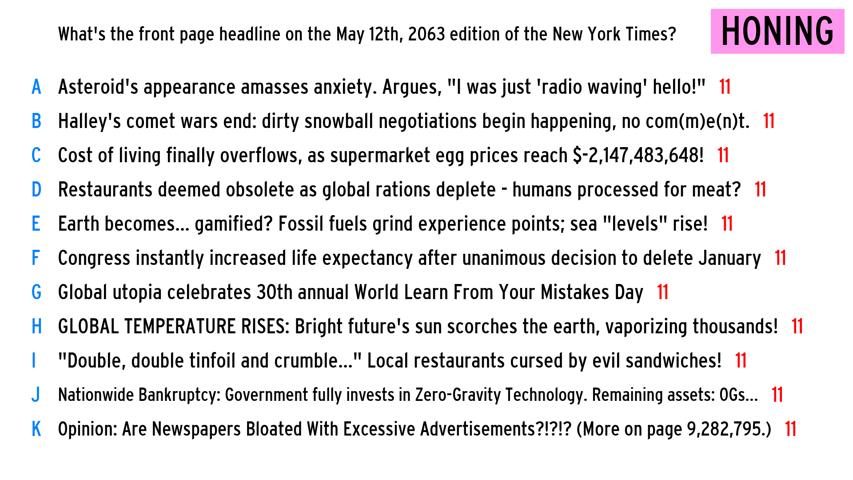 What's the front page headline on the May 12th, 2063 edition of the New York Times? HONING
A Asteroid's appearance amasses anxiety. Argues, "I was just 'radio waving' hello!" 11
B Halley's comet wars end: dirty snowball negotiations begin happening, no com(m)e(n)t. 11
C Cost of living finally overflows, as supermarket egg prices reach $-2,147,483,648! 11
D Restaurants deemed obsolete as global rations deplete - humans processed for meat? 11
E Earth becomes... gamified? Fossil fuels grind experience points; sea "levels" rise! 11
F Congress instantly increased life expectancy after unanimous decision to delete January 11
G Global utopia celebrates 30th annual World Learn From Your Mistakes Day 11
H GLOBAL TEMPERATURE RISES: Bright future's sun scorches the earth, vaporizing thousands! 11
I "Double, double tinfoil and crumble..." Local restaurants cursed by evil sandwiches! 11
J Nationwide Bankruptcy: Government fully invests in Zero-Gravity Technology. Remaining assets: OGs... 11
K Opinion: Are Newspapers Bloated With Excessive Advertisements?!?!? (More on page 9,282,795.) 11